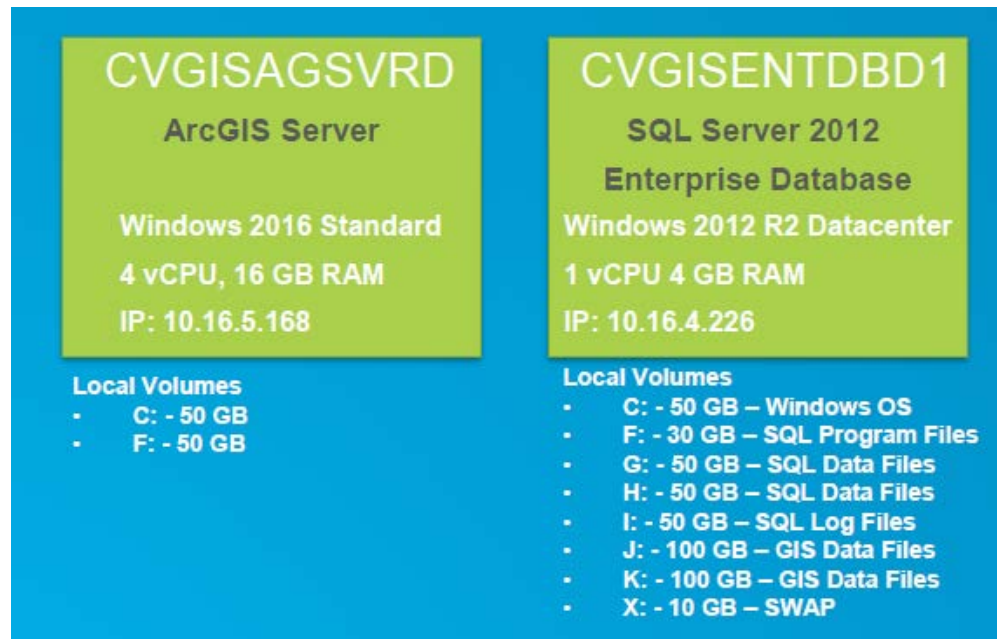 CVGISAGSVRD
ArcGIS Server
Windows 2016 Standard
4 vCPU, 16 GB RAM
IP: 10.16.5.168
Local Volumes
- C: - 50 GB
- F: - 50 GB
CVGISENTDBD1
SQL Server 2012
Enterprise Database
Windows 2012 R2 Datacenter
1 vCPU 4 GB RAM
IP: 10.16.4.226
Local Volumes
- C: - 50 GB – Windows OS
- F: - 30 GB – SQL Program Files
- G: - 50 GB – SQL Data Files
- H: - 50 GB – SQL Data Files
- I: - 50 GB – SQL Log Files
- J: - 100 GB – GIS Data Files
- K: - 100 GB – GIS Data Files
- X: - 10 GB – SWAP